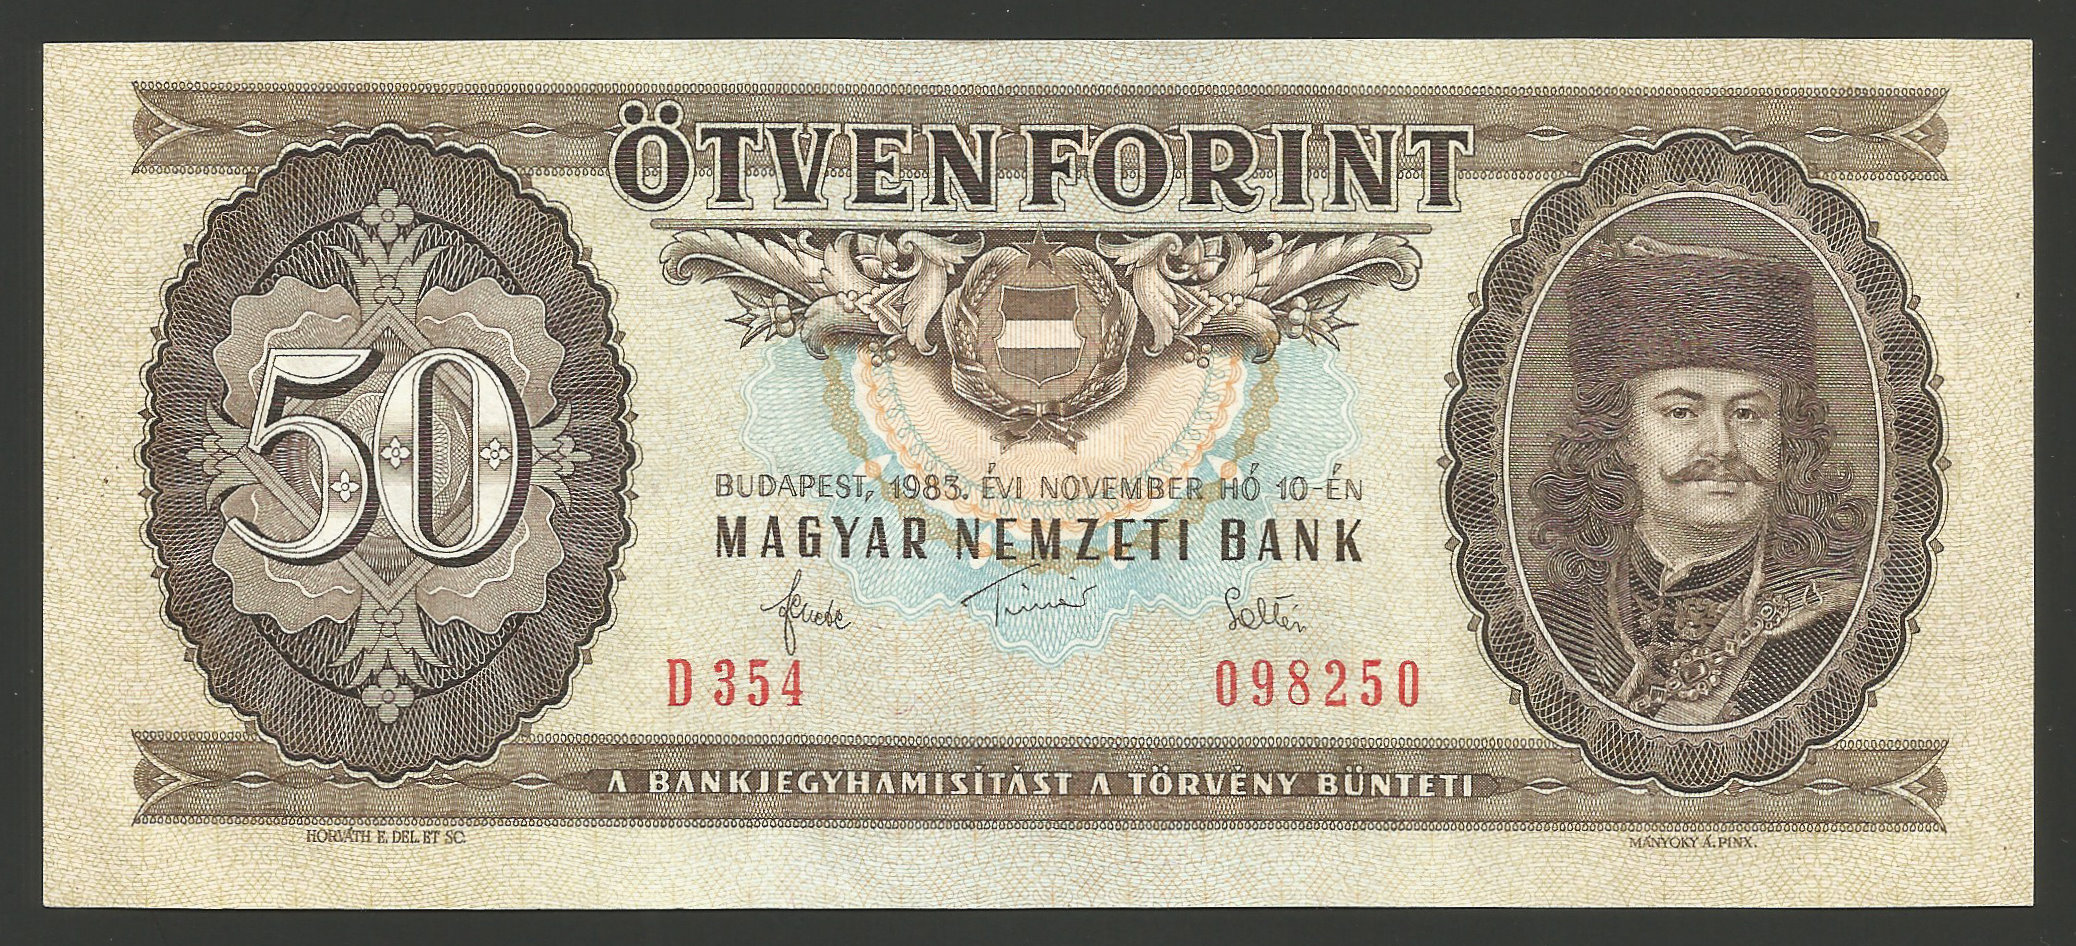 ÖTVEN FORINT
50
BUDAPEST, 1983. ÉVI NOVEMBER HÓ 10-ÉN
MAGYAR NEMZETI BANK
D 354 098250
A BANKJEGYHAMISÍTÁST A TÖRVÉNY BÜNTETI
HORVÁTH E. DEL. ET SC. MÁNYOKY Á. PINX.